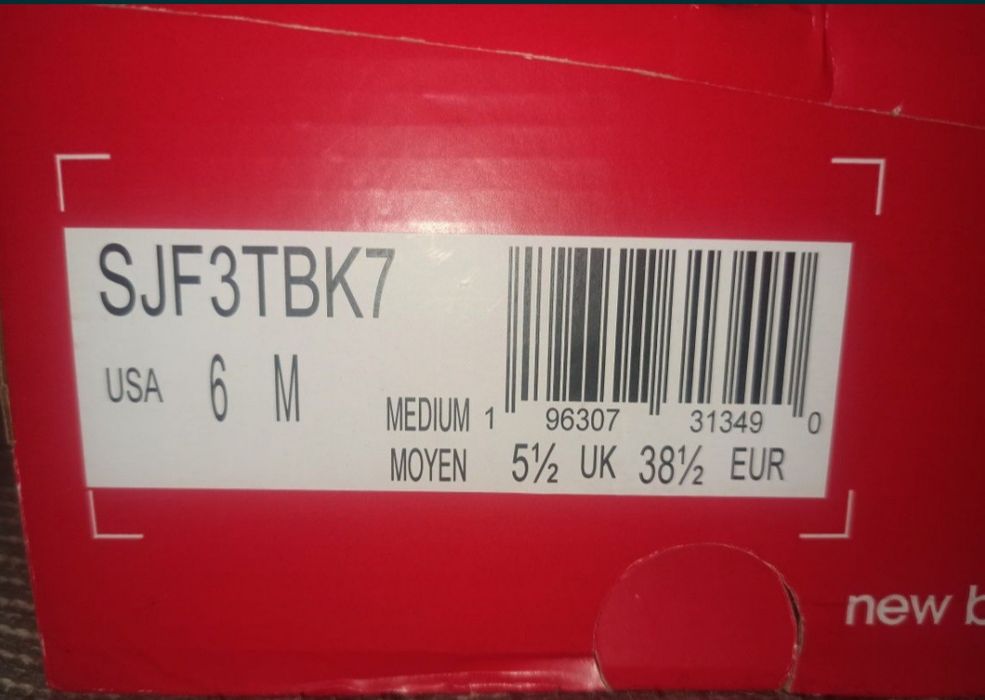 SJF3TBK7
USA 6 M
MEDIUM 1 96307 31349 0
MOYEN 5½ UK 38½ EUR
new b